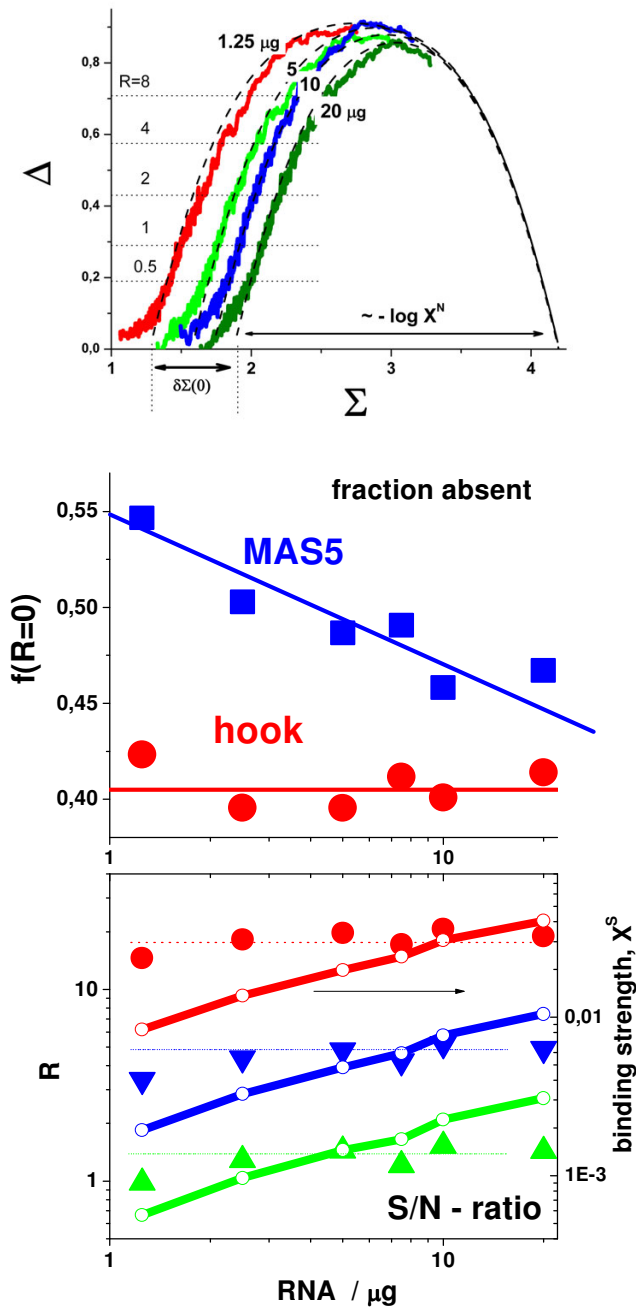 0,8
0,6
0,4
0,2
0,0
Δ
R=8
4
2
1
0.5
1.25 μg
5
10
20 μg
~ - log X^N
1
2
3
4
δΣ(0)
Σ
fraction absent
0,55
0,50
0,45
0,40
f(R=0)
MAS5
hook
1
10
10
1
R
0,01
1E-3
binding strength, X^S
S/N - ratio
1
10
RNA / μg